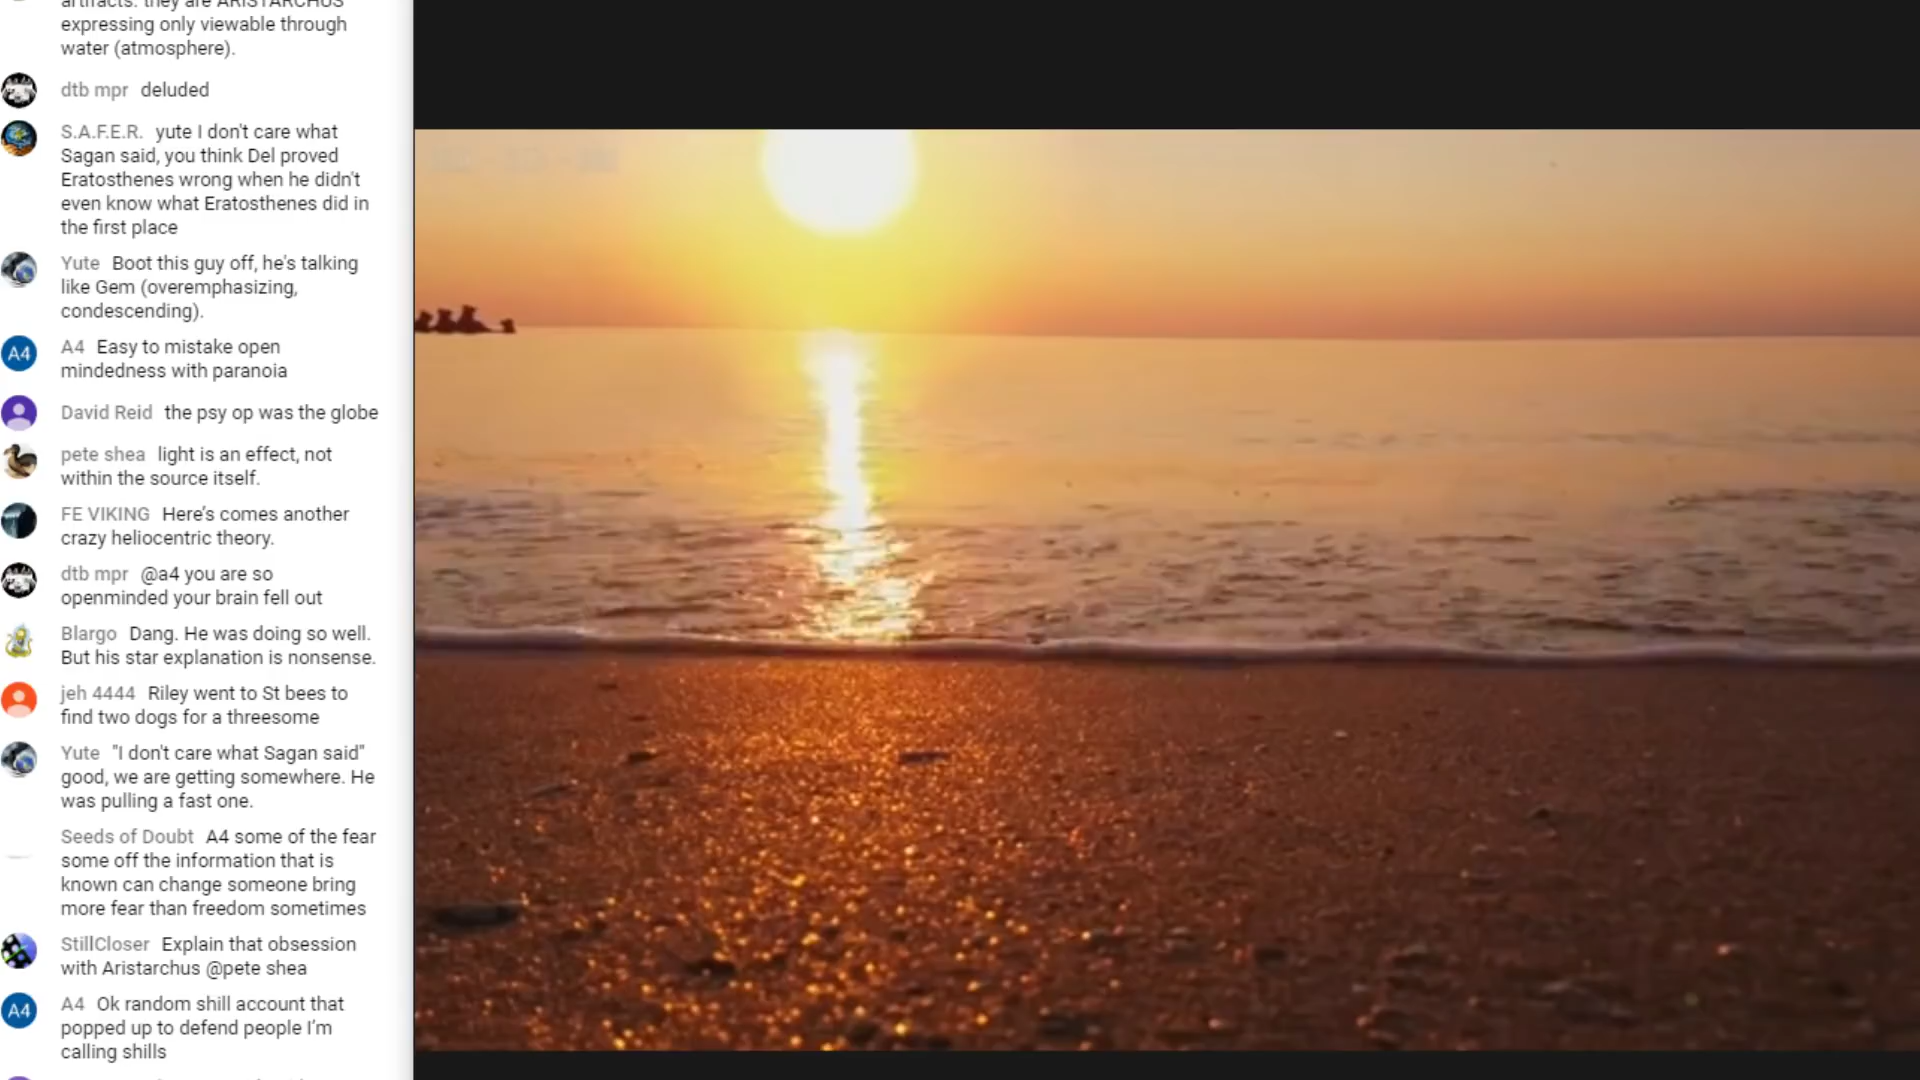 artifacts. they are ARISTARCHUS
expressing only viewable through
water (atmosphere).
dtb mpr deluded
S.A.F.E.R. yute I don't care what
Sagan said, you think Del proved
Eratosthenes wrong when he didn't
even know what Eratosthenes did in
the first place
Yute Boot this guy off, he's talking
like Gem (overemphasizing,
condescending).
A4 A4 Easy to mistake open
mindedness with paranoia
David Reid the psy op was the globe
pete shea light is an effect, not
within the source itself.
FE VIKING Here's comes another
crazy heliocentric theory.
dtb mpr @a4 you are so
openminded your brain fell out
Blargo Dang. He was doing so well.
But his star explanation is nonsense.
jeh 4444 Riley went to St bees to
find two dogs for a threesome
Yute "I don't care what Sagan said"
good, we are getting somewhere. He
was pulling a fast one.
Seeds of Doubt A4 some of the fear
some off the information that is
known can change someone bring
more fear than freedom sometimes
StillCloser Explain that obsession
with Aristarchus @pete shea
A4 A4 Ok random shill account that
popped up to defend people I'm
calling shills